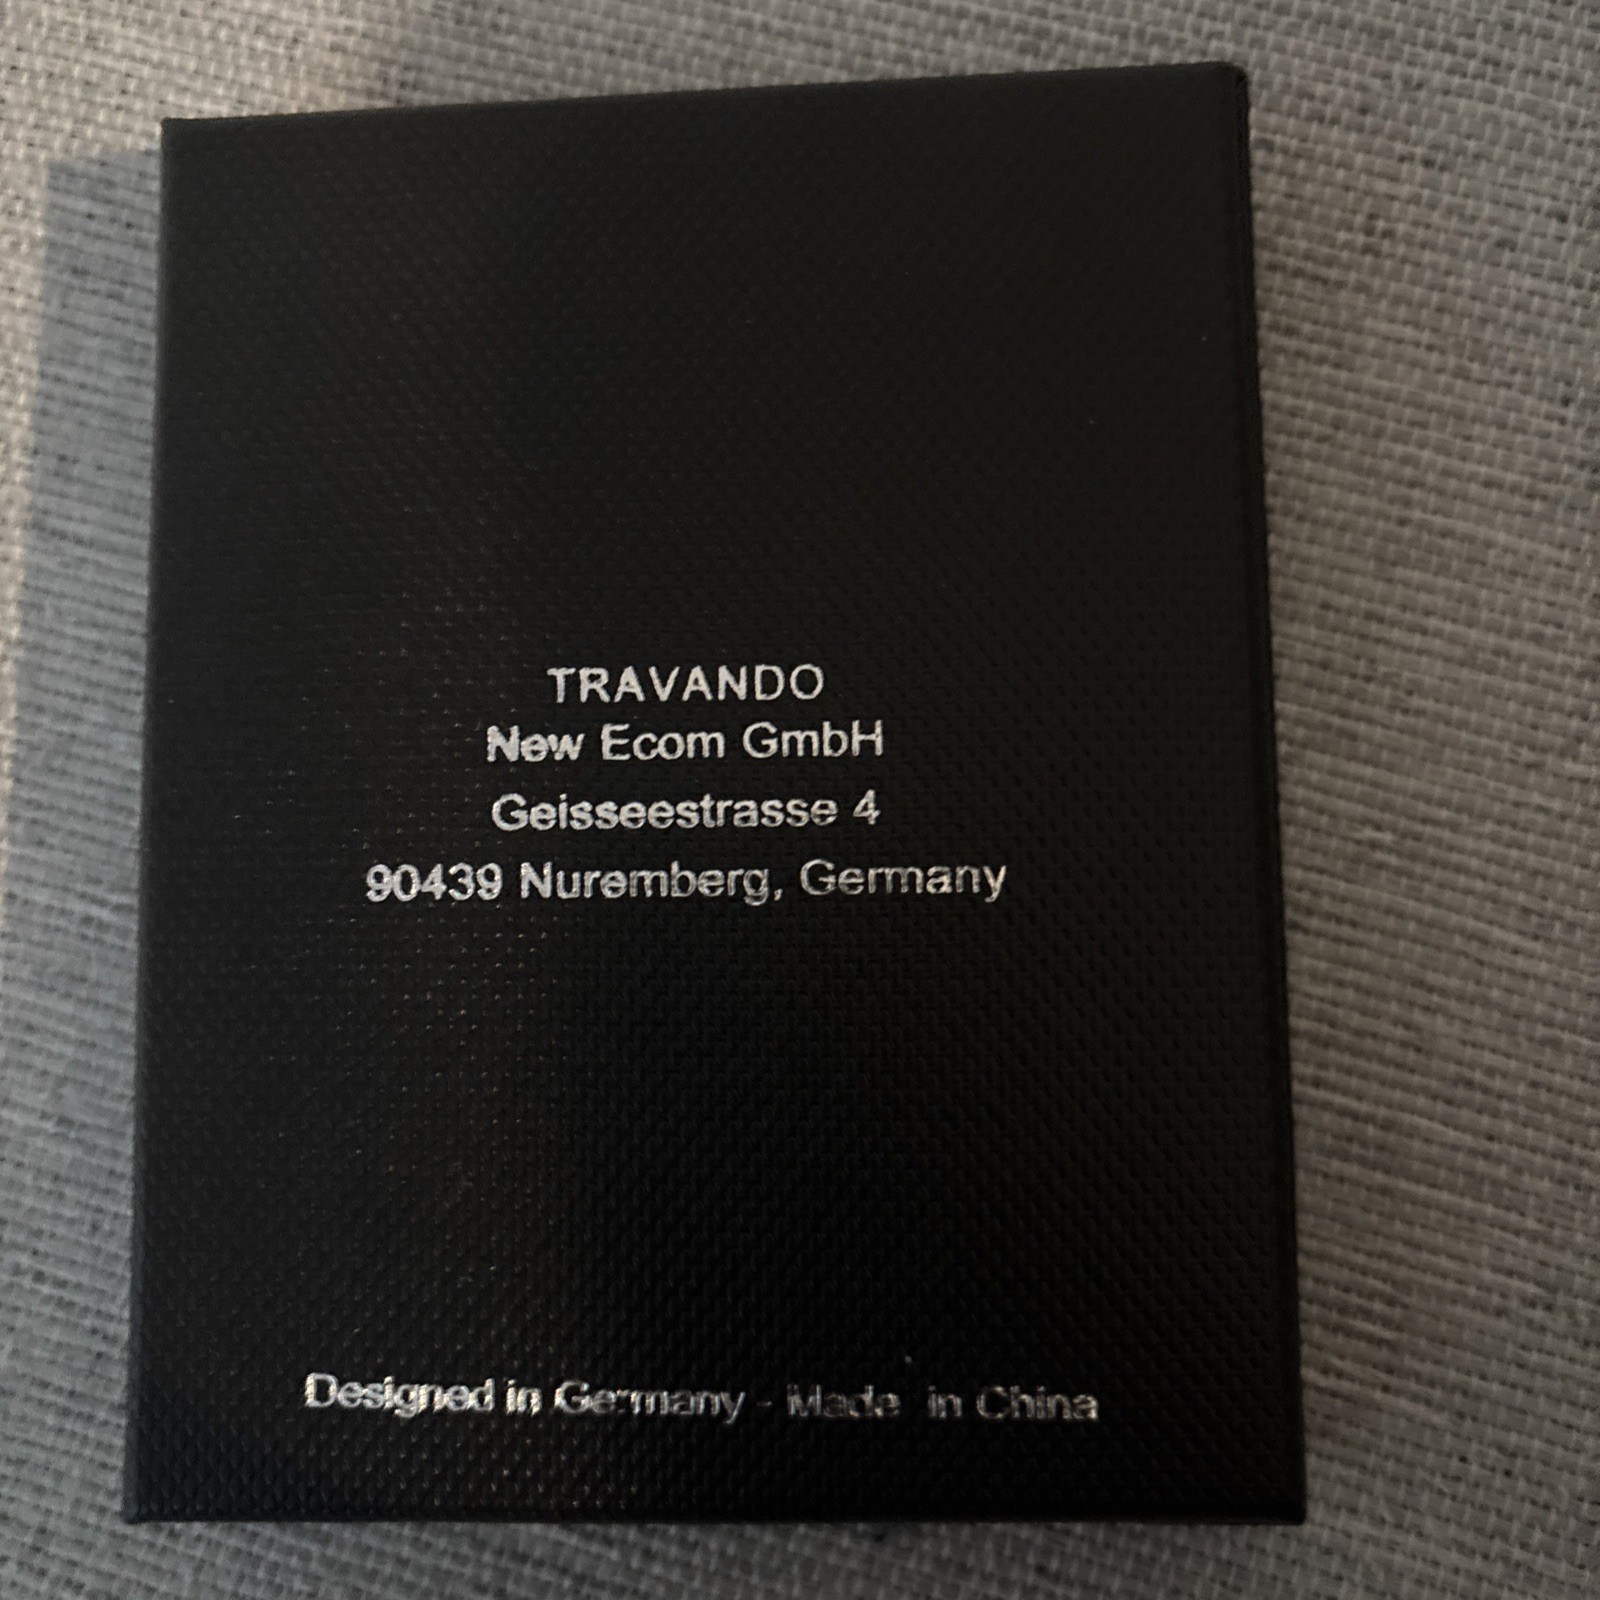 TRAVANDO
New Ecom GmbH
Geisseestrasse 4
90439 Nuremberg, Germany
Designed in Germany - Made in China